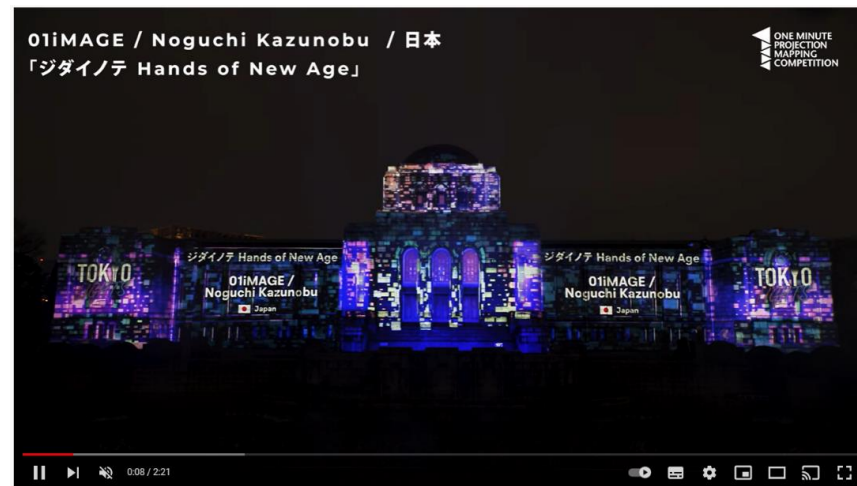 01iMAGE / Noguchi Kazunobu / 日本
「ジダイノテ Hands of New Age」
ONE MINUTE
PROJECTION
MAPPING
COMPETITION
TOKYO
ジダイノテ Hands of New Age
01iMAGE /
Noguchi Kazunobu
Japan
ジダイノテ Hands of New Age
01iMAGE /
Noguchi Kazunobu
Japan
TOKYO
0:08 / 2:21